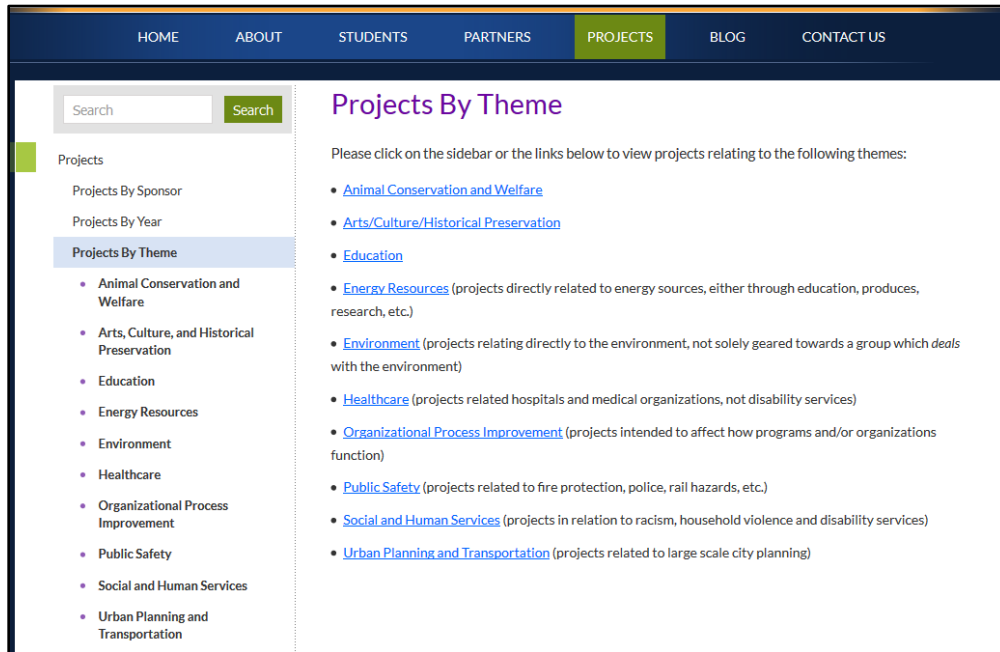 HOME ABOUT STUDENTS PARTNERS PROJECTS BLOG CONTACT US
Search Search
Projects
Projects By Sponsor
Projects By Year
Projects By Theme
• Animal Conservation and
Welfare
• Arts, Culture, and Historical
Preservation
• Education
• Energy Resources
• Environment
• Healthcare
• Organizational Process
Improvement
• Public Safety
• Social and Human Services
• Urban Planning and
Transportation
Projects By Theme
Please click on the sidebar or the links below to view projects relating to the following themes:
• Animal Conservation and Welfare
• Arts/Culture/Historical Preservation
• Education
• Energy Resources (projects directly related to energy sources, either through education, produces,
research, etc.)
• Environment (projects relating directly to the environment, not solely geared towards a group which deals
with the environment)
• Healthcare (projects related hospitals and medical organizations, not disability services)
• Organizational Process Improvement (projects intended to affect how programs and/or organizations
function)
• Public Safety (projects related to fire protection, police, rail hazards, etc.)
• Social and Human Services (projects in relation to racism, household violence and disability services)
• Urban Planning and Transportation (projects related to large scale city planning)